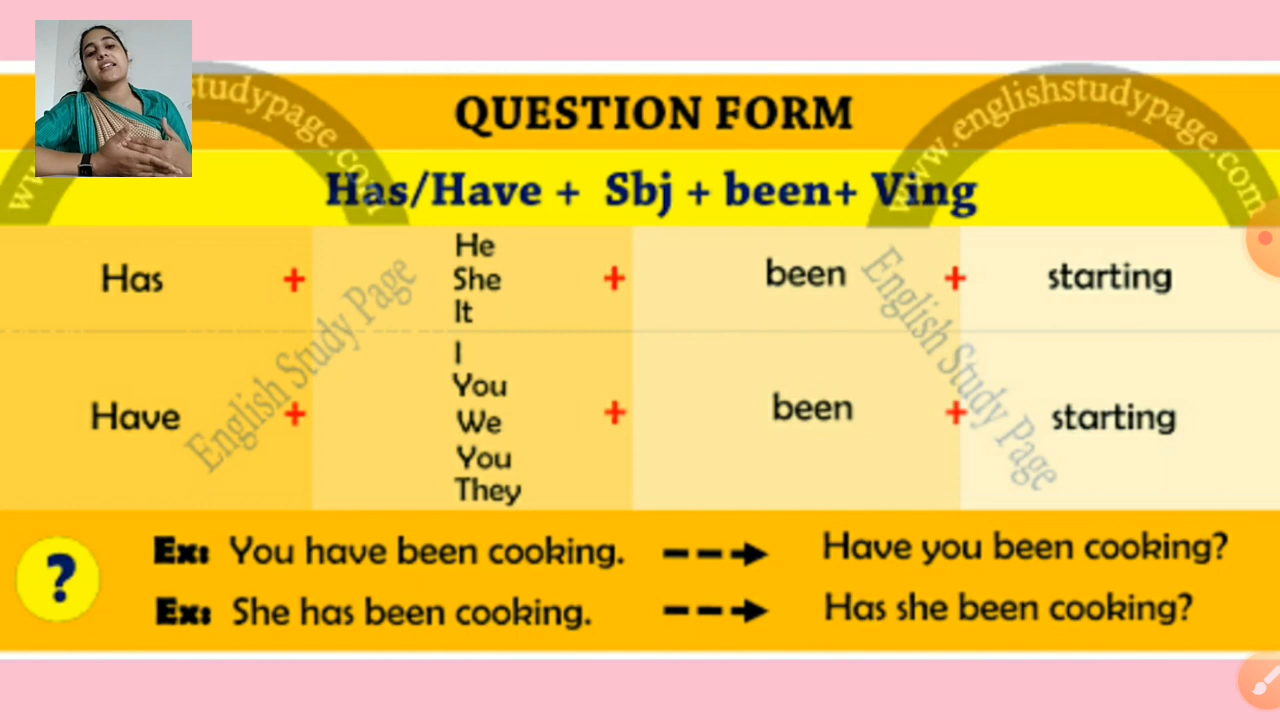 QUESTION FORM
www.englishstudypage.com
Has/Have + Sbj + been+ Ving
Has + He She It + been + starting
Have + I You We You They + been + starting
English Study Page
English Study Page
? Ex: You have been cooking. Have you been cooking?
Ex: She has been cooking. Has she been cooking?